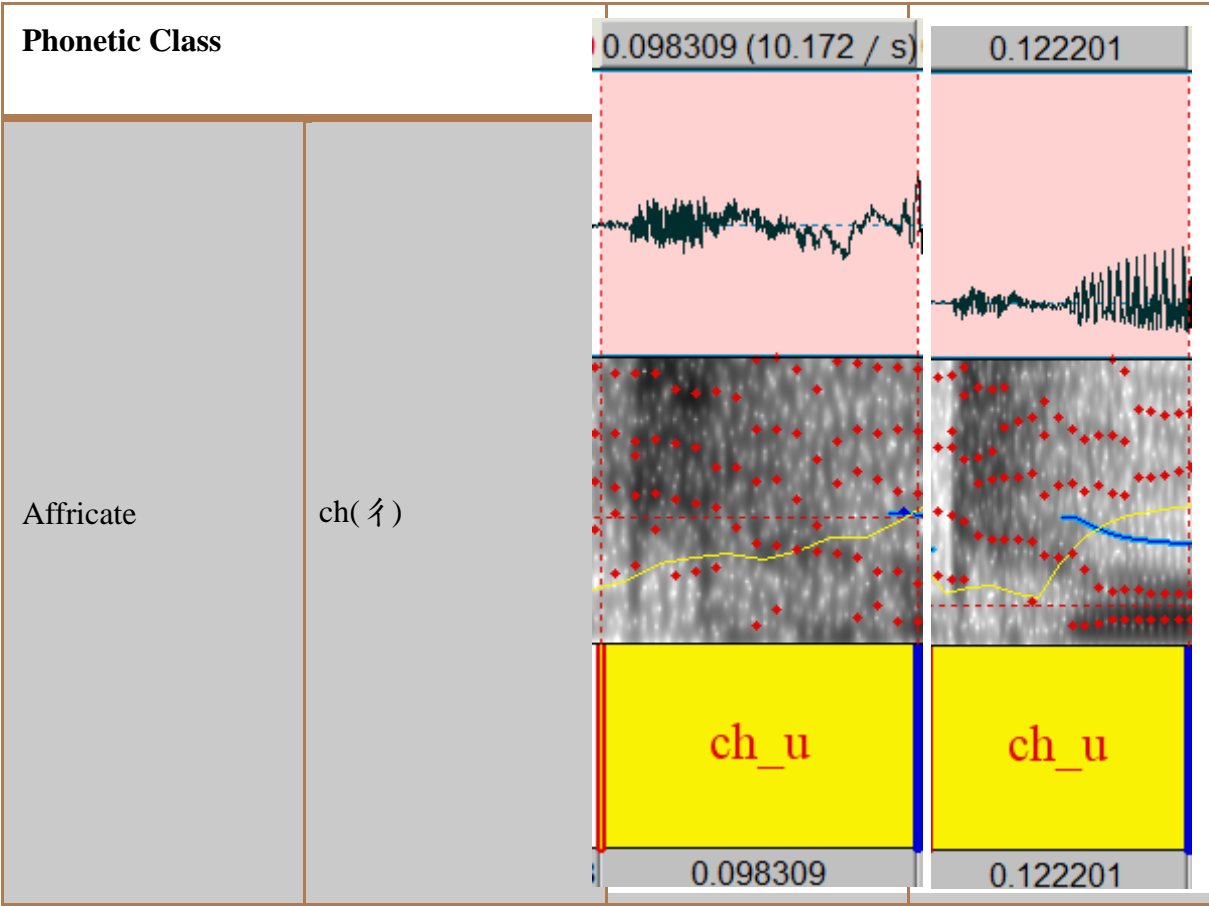 Phonetic Class
0.098309 (10.172 / s)
0.122201
Affricate
ch(ㄔ)
ch_u
ch_u
0.098309
0.122201